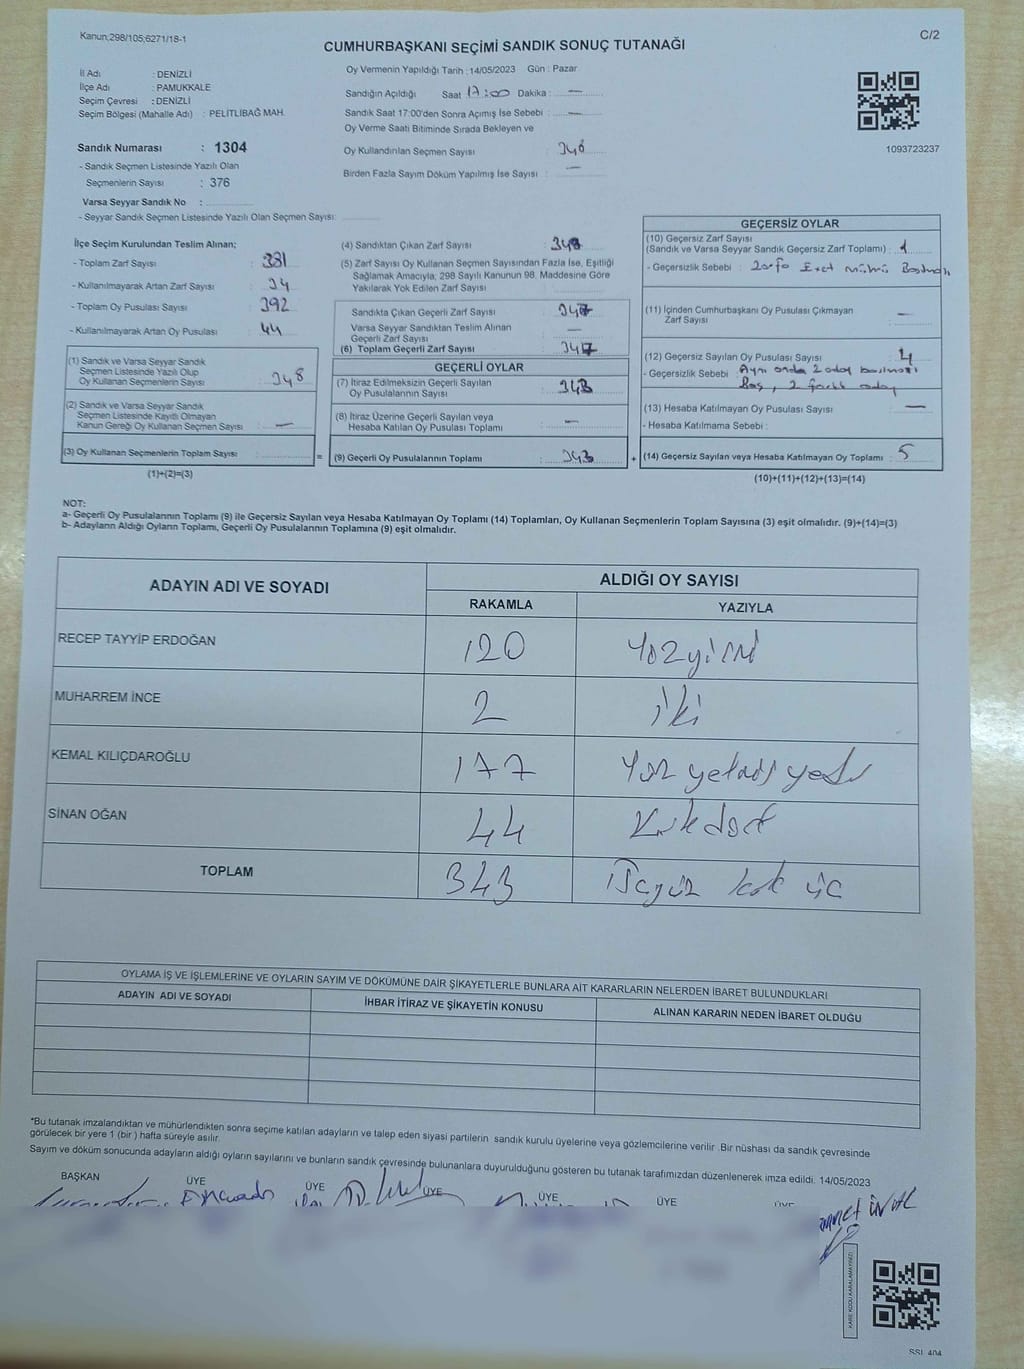 Kanun;298/105;6271/18-1
C/2
CUMHURBAŞKANI SEÇİMİ SANDIK SONUÇ TUTANAĞI
İl Adı : DENİZLİ
İlçe Adı : PAMUKKALE
Seçim Çevresi : DENİZLİ
Seçim Bölgesi (Mahalle Adı) : PELİTLİBAĞ MAH.
Sandık Numarası : 1304
- Sandık Seçmen Listesinde Yazılı Olan
Seçmenlerin Sayısı : 376
Varsa Seyyar Sandık No :
- Seyyar Sandık Seçmen Listesinde Yazılı Olan Seçmen Sayısı:
Oy Vermenin Yapıldığı Tarih :14/05/2023 Gün : Pazar
Sandığın Açıldığı Saat 17:00 Dakika : —
Sandık Saat 17:00'den Sonra Açımış İse Sebebi : —
Oy Verme Saati Bitiminde Sırada Bekleyen ve
Oy Kullandırılan Seçmen Sayısı
Birden Fazla Sayım Döküm Yapılmış İse Sayısı : —
1093723237
İlçe Seçim Kurulundan Teslim Alınan;
- Toplam Zarf Sayısı : 381
- Kullanılmayarak Artan Zarf Sayısı : 34
- Toplam Oy Pusulası Sayısı : 392
- Kullanılmayarak Artan Oy Pusulası : 44
(1) Sandık ve Varsa Seyyar Sandık
Seçmen Listesinde Yazılı Olup
Oy Kullanan Seçmenlerin Sayısı : 348
(2) Sandık ve Varsa Seyyar Sandık
Seçmen Listesinde Kayıtlı Olmayan
Kanun Gereği Oy Kullanan Seçmen Sayısı : —
(3) Oy Kullanan Seçmenlerin Toplam Sayısı : =
(1)+(2)=(3)
(4) Sandıktan Çıkan Zarf Sayısı : 348
(5) Zarf Sayısı Oy Kullanan Seçmen Sayısından Fazla İse, Eşitliği
Sağlamak Amacıyla, 298 Sayılı Kanunun 98. Maddesine Göre
Yakılarak Yok Edilen Zarf Sayısı
Sandıkta Çıkan Geçerli Zarf Sayısı : 347
Varsa Seyyar Sandıktan Teslim Alınan
Geçerli Zarf Sayısı : —
(6) Toplam Geçerli Zarf Sayısı : 347
GEÇERLİ OYLAR
(7) İtiraz Edilmeksizin Geçerli Sayılan
Oy Pusulalarının Sayısı : 343
(8) İtiraz Üzerine Geçerli Sayılan veya
Hesaba Katılan Oy Pusulası Toplamı : —
(9) Geçerli Oy Pusulalarının Toplamı : 343 +
GEÇERSİZ OYLAR
(10) Geçersiz Zarf Sayısı
(Sandık ve Varsa Seyyar Sandık Geçersiz Zarf Toplamı) : 1
- Geçersizlik Sebebi : Zarfa Evet mührü Basılmış
(11) İçinden Cumhurbaşkanı Oy Pusulası Çıkmayan
Zarf Sayısı : —
(12) Geçersiz Sayılan Oy Pusulası Sayısı : 4
- Geçersizlik Sebebi : Aynı anda 2 aday basılması
Boş, 2 farklı aday
(13) Hesaba Katılmayan Oy Pusulası Sayısı : —
- Hesaba Katılmama Sebebi :
(14) Geçersiz Sayılan veya Hesaba Katılmayan Oy Toplamı : 5
(10)+(11)+(12)+(13)=(14)
NOT:
a- Geçerli Oy Pusulalarının Toplamı (9) ile Geçersiz Sayılan veya Hesaba Katılmayan Oy Toplamı (14) Toplamları, Oy Kullanan Seçmenlerin Toplam Sayısına (3) eşit olmalıdır. (9)+(14)=(3)
b- Adayların Aldığı Oyların Toplamı, Geçerli Oy Pusulalarının Toplamına (9) eşit olmalıdır.
ADAYIN ADI VE SOYADI
ALDIĞI OY SAYISI
RAKAMLA YAZIYLA
RECEP TAYYİP ERDOĞAN 120 Yüz yirmi
MUHARREM İNCE 2 iki
KEMAL KILIÇDAROĞLU 177 Yüz yetmiş yedi
SİNAN OĞAN 44 Kırk dört
TOPLAM 343 üçyüz kırk üç
OYLAMA İŞ VE İŞLEMLERİNE VE OYLARIN SAYIM VE DÖKÜMÜNE DAİR ŞİKAYETLERLE BUNLARA AİT KARARLARIN NELERDEN İBARET BULUNDUKLARI
ADAYIN ADI VE SOYADI İHBAR İTİRAZ VE ŞİKAYETİN KONUSU ALINAN KARARIN NEDEN İBARET OLDUĞU
*Bu tutanak imzalandıktan ve mühürlendikten sonra seçime katılan adayların ve talep eden siyasi partilerin sandık kurulu üyelerine veya gözlemcilerine verilir .Bir nüshası da sandık çevresinde
görülecek bir yere 1 (bir ) hafta süreyle asılır.
Sayım ve döküm sonucunda adayların aldığı oyların sayılarını ve bunların sandık çevresinde bulunanlara duyurulduğunu gösteren bu tutanak tarafımızdan düzenlenerek imza edildi. 14/05/2023
BAŞKAN ÜYE ÜYE ÜYE ÜYE ÜYE ÜYE
KARE KODU KARALAMAYINIZ!